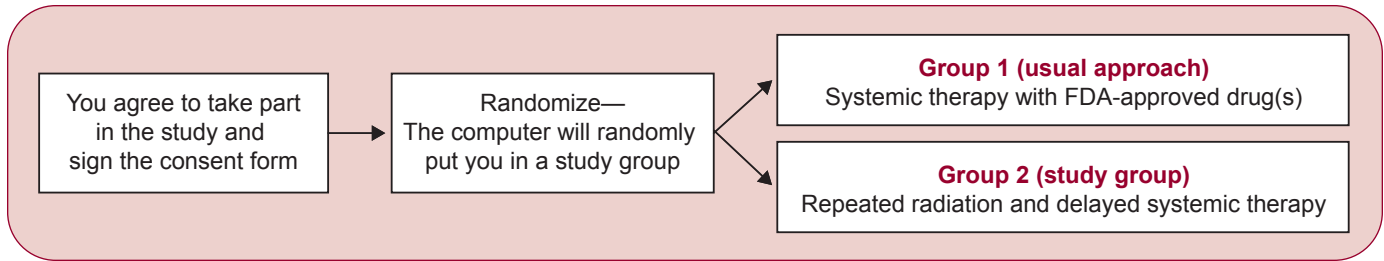 You agree to take part
in the study and
sign the consent form
Randomize—
The computer will randomly
put you in a study group
Group 1 (usual approach)
Systemic therapy with FDA-approved drug(s)
Group 2 (study group)
Repeated radiation and delayed systemic therapy